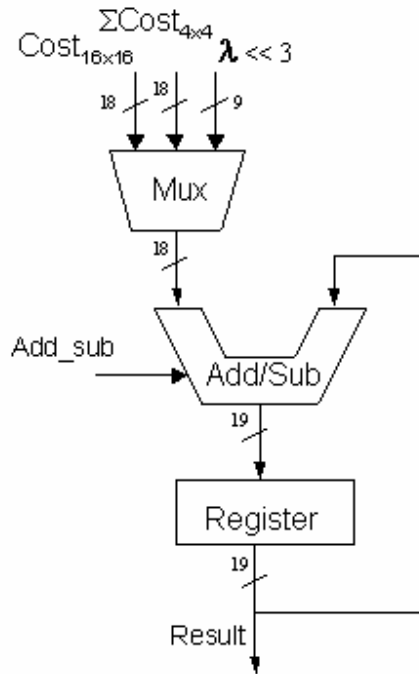 ΣCost4x4
Cost16x16
λ << 3
18 18 9
Mux
18
Add_sub
Add/Sub
19
Register
19
Result